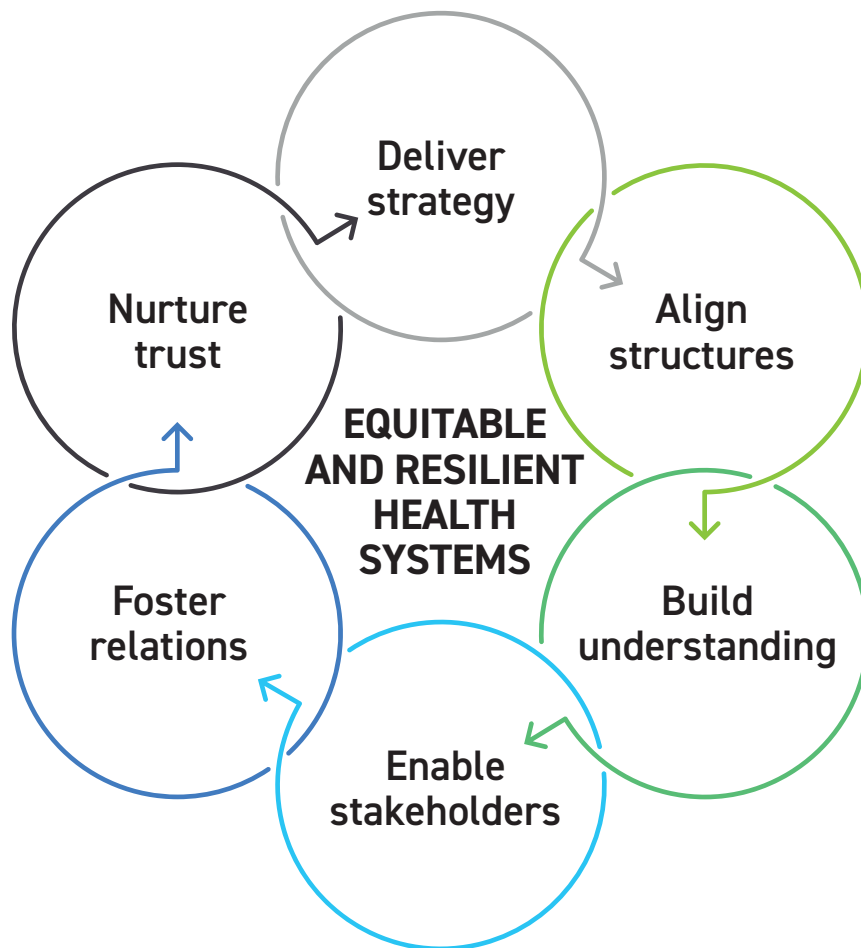 Deliver
strategy
Align
structures
Build
understanding
Enable
stakeholders
Foster
relations
Nurture
trust
EQUITABLE
AND RESILIENT
HEALTH
SYSTEMS